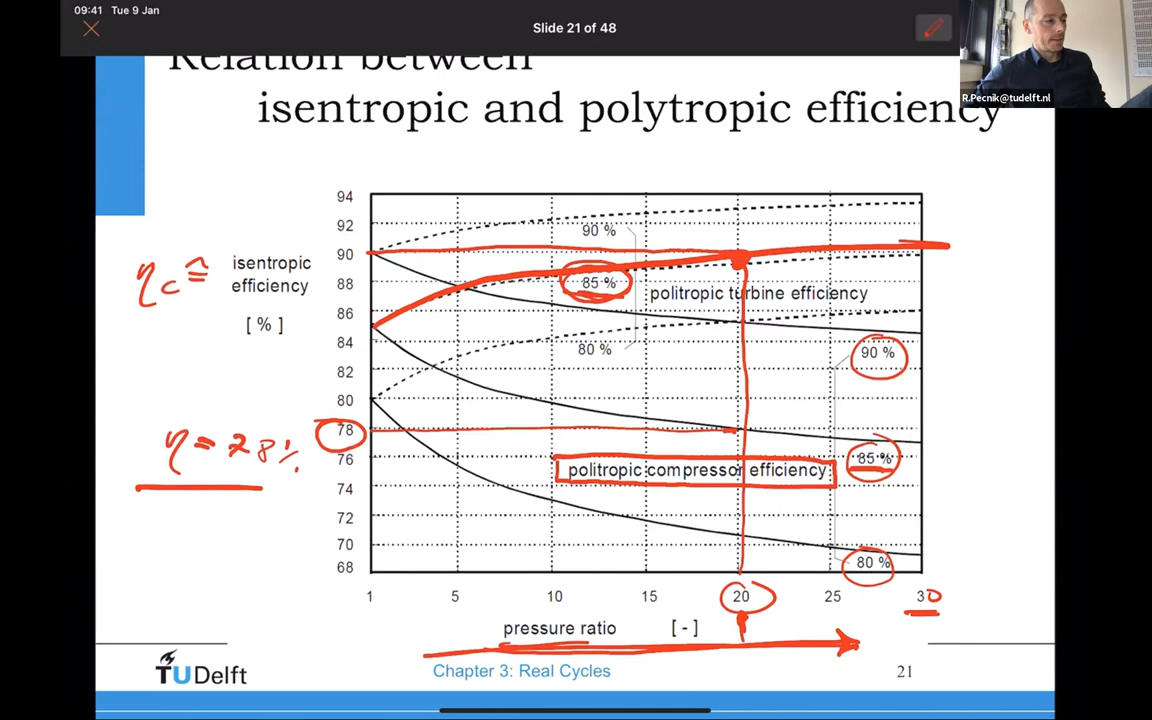 09:41 Tue 9 Jan
Slide 21 of 48
R.Pecnik@tudelft.nl
Relation between
isentropic and polytropic efficiency
94
92
90
88
86
84
82
80
78
76
74
72
70
68
isentropic
efficiency
[ % ]
90 %
85 %
80 %
politropic turbine efficiency
90 %
85 %
80 %
politropic compressor efficiency
1
5
10
15
20
25
30
pressure ratio [ - ]
ηc ≙
η = 78%
TUDelft
Chapter 3: Real Cycles
21